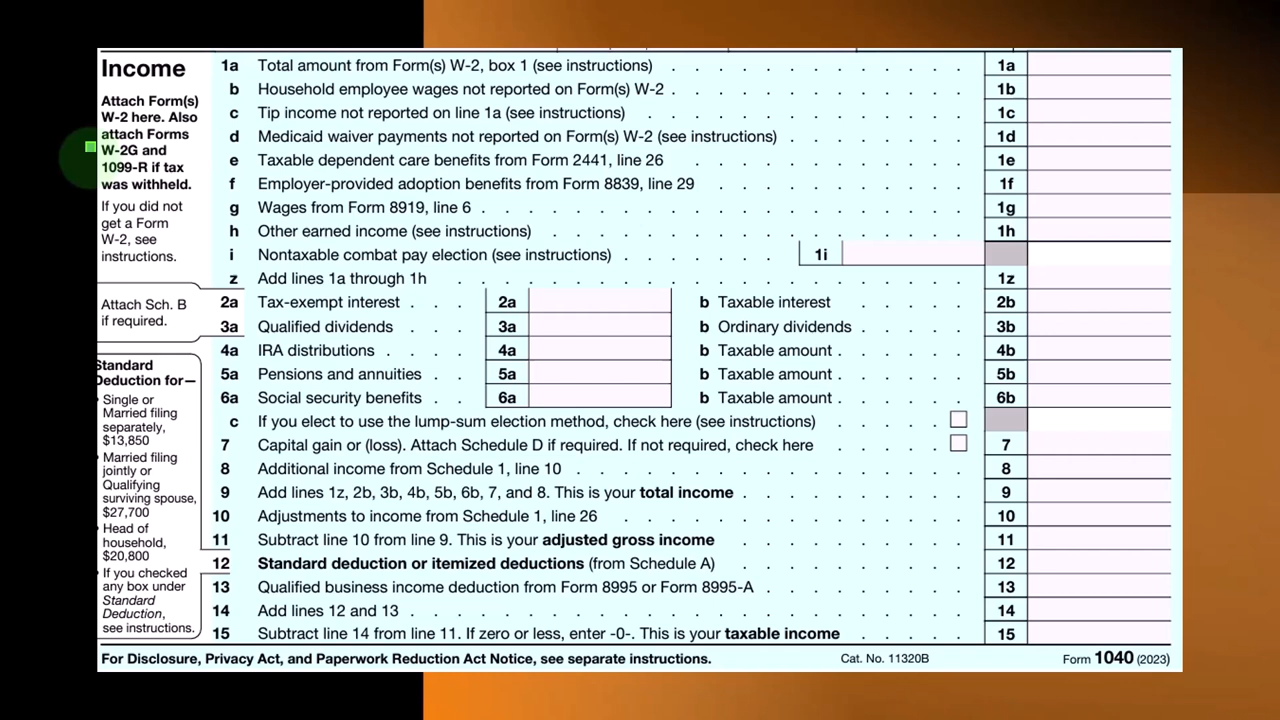 Income
Attach Form(s)
W-2 here. Also
attach Forms
W-2G and
1099-R if tax
was withheld.
If you did not
get a Form
W-2, see
instructions.
1a Total amount from Form(s) W-2, box 1 (see instructions) . . . . . . . . . . . . . 1a
b Household employee wages not reported on Form(s) W-2 . . . . . . . . . . . . . 1b
c Tip income not reported on line 1a (see instructions) . . . . . . . . . . . . . . 1c
d Medicaid waiver payments not reported on Form(s) W-2 (see instructions) . . . . . . . . 1d
e Taxable dependent care benefits from Form 2441, line 26 . . . . . . . . . . . . 1e
f Employer-provided adoption benefits from Form 8839, line 29 . . . . . . . . . . . 1f
g Wages from Form 8919, line 6 . . . . . . . . . . . . . . . . . . . . . 1g
h Other earned income (see instructions) . . . . . . . . . . . . . . . . . . 1h
i Nontaxable combat pay election (see instructions) . . . . . . . 1i
z Add lines 1a through 1h . . . . . . . . . . . . . . . . . . . . . . 1z
Attach Sch. B
if required.
2a Tax-exempt interest . . . 2a b Taxable interest 2b
3a Qualified dividends . . . 3a b Ordinary dividends . . . . . 3b
4a IRA distributions . . . . 4a b Taxable amount . . . . . . 4b
5a Pensions and annuities . . 5a b Taxable amount . . . . . . 5b
6a Social security benefits . . 6a b Taxable amount . . . . . . 6b
c If you elect to use the lump-sum election method, check here (see instructions) . . . . .
7 Capital gain or (loss). Attach Schedule D if required. If not required, check here . . . . . 7
8 Additional income from Schedule 1, line 10 . . . . . . . . . . . . . . . . . 8
9 Add lines 1z, 2b, 3b, 4b, 5b, 6b, 7, and 8. This is your total income . . . . . . . . . . 9
10 Adjustments to income from Schedule 1, line 26 . . . . . . . . . . . . . . . 10
11 Subtract line 10 from line 9. This is your adjusted gross income . . . . . . . . . . 11
12 Standard deduction or itemized deductions (from Schedule A) . . . . . . . . . . 12
13 Qualified business income deduction from Form 8995 or Form 8995-A . . . . . . . . . 13
14 Add lines 12 and 13 . . . . . . . . . . . . . . . . . . . . . . . . 14
15 Subtract line 14 from line 11. If zero or less, enter -0-. This is your taxable income . . . . . 15
Standard
Deduction for—
• Single or
Married filing
separately,
$13,850
• Married filing
jointly or
Qualifying
surviving spouse,
$27,700
• Head of
household,
$20,800
• If you checked
any box under
Standard
Deduction,
see instructions.
For Disclosure, Privacy Act, and Paperwork Reduction Act Notice, see separate instructions. Cat. No. 11320B Form 1040 (2023)